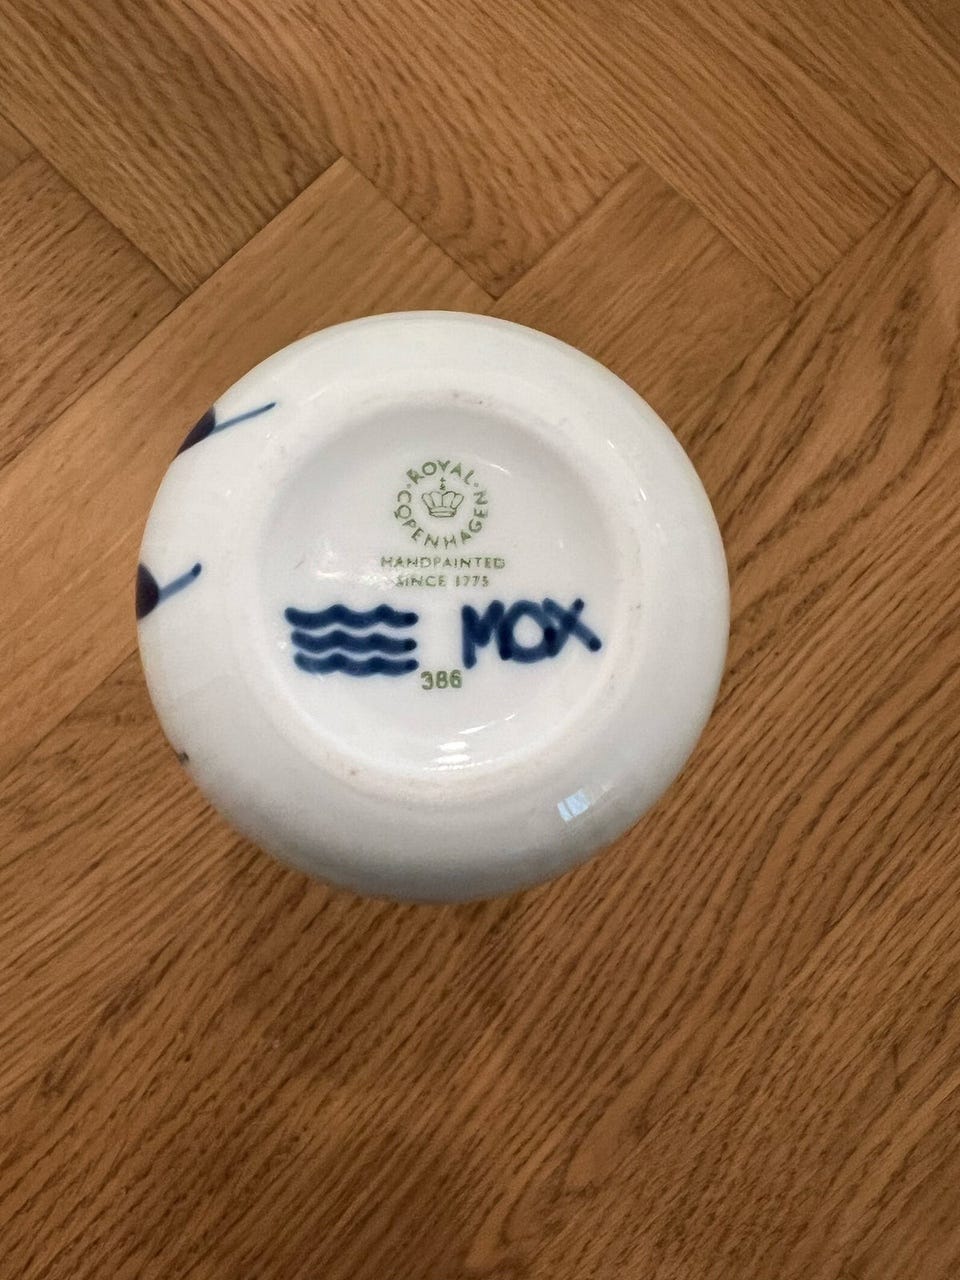 ROYAL COPENHAGEN
HANDPAINTED
SINCE 1775
MOX
386